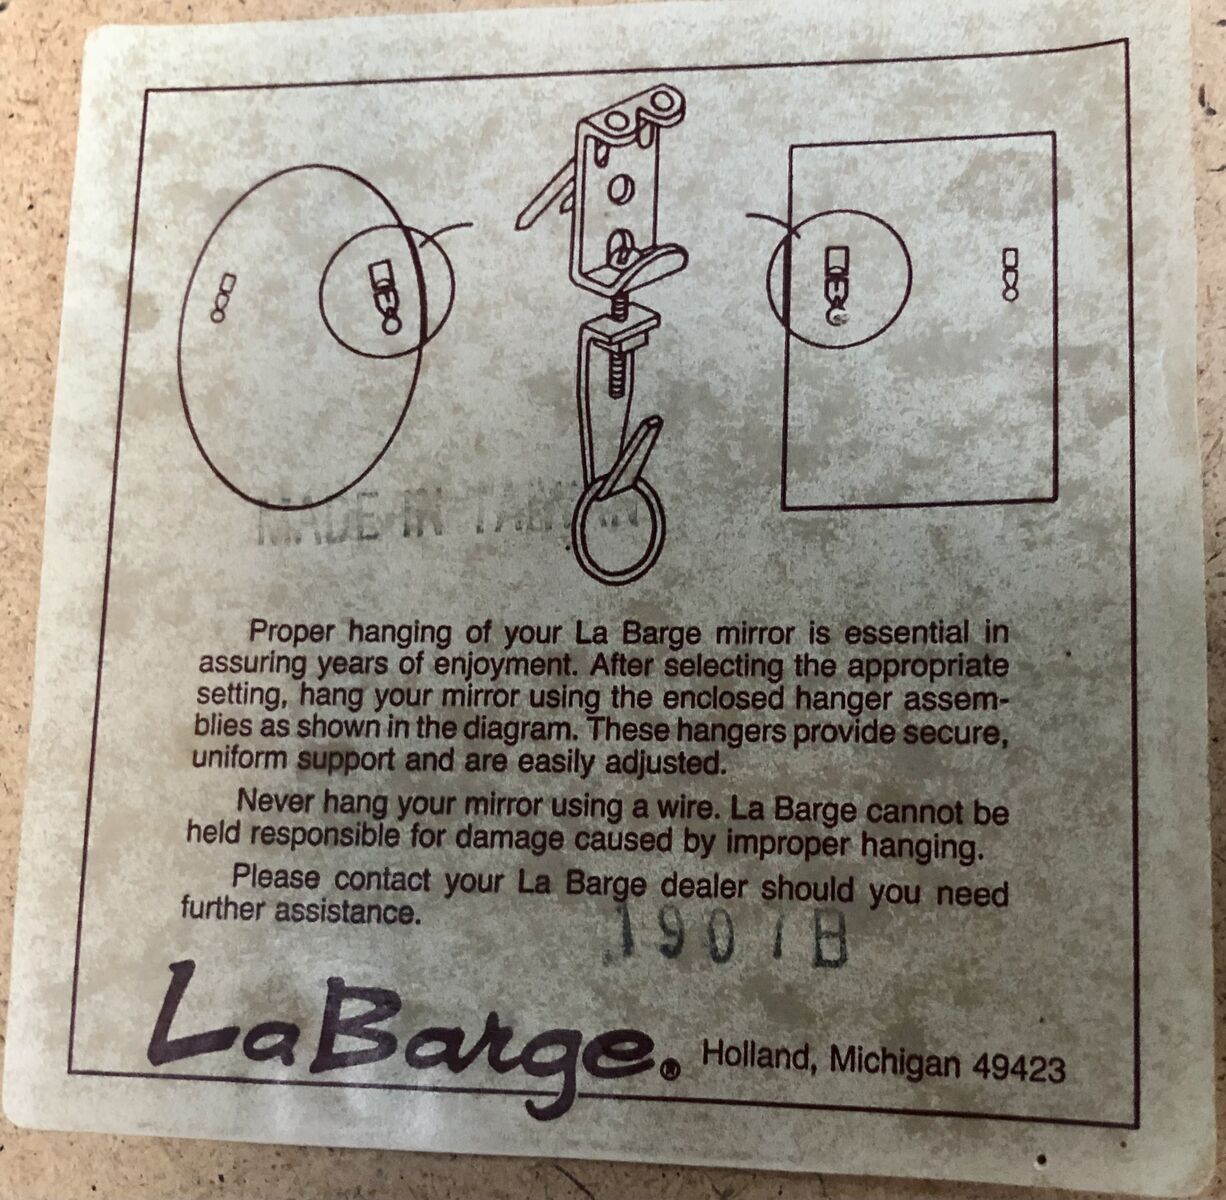 MADE IN TAIWAN
Proper hanging of your La Barge mirror is essential in
assuring years of enjoyment. After selecting the appropriate
setting, hang your mirror using the enclosed hanger assem-
blies as shown in the diagram. These hangers provide secure,
uniform support and are easily adjusted.
Never hang your mirror using a wire. La Barge cannot be
held responsible for damage caused by improper hanging.
Please contact your La Barge dealer should you need
further assistance.
1907B
LaBarge® Holland, Michigan 49423